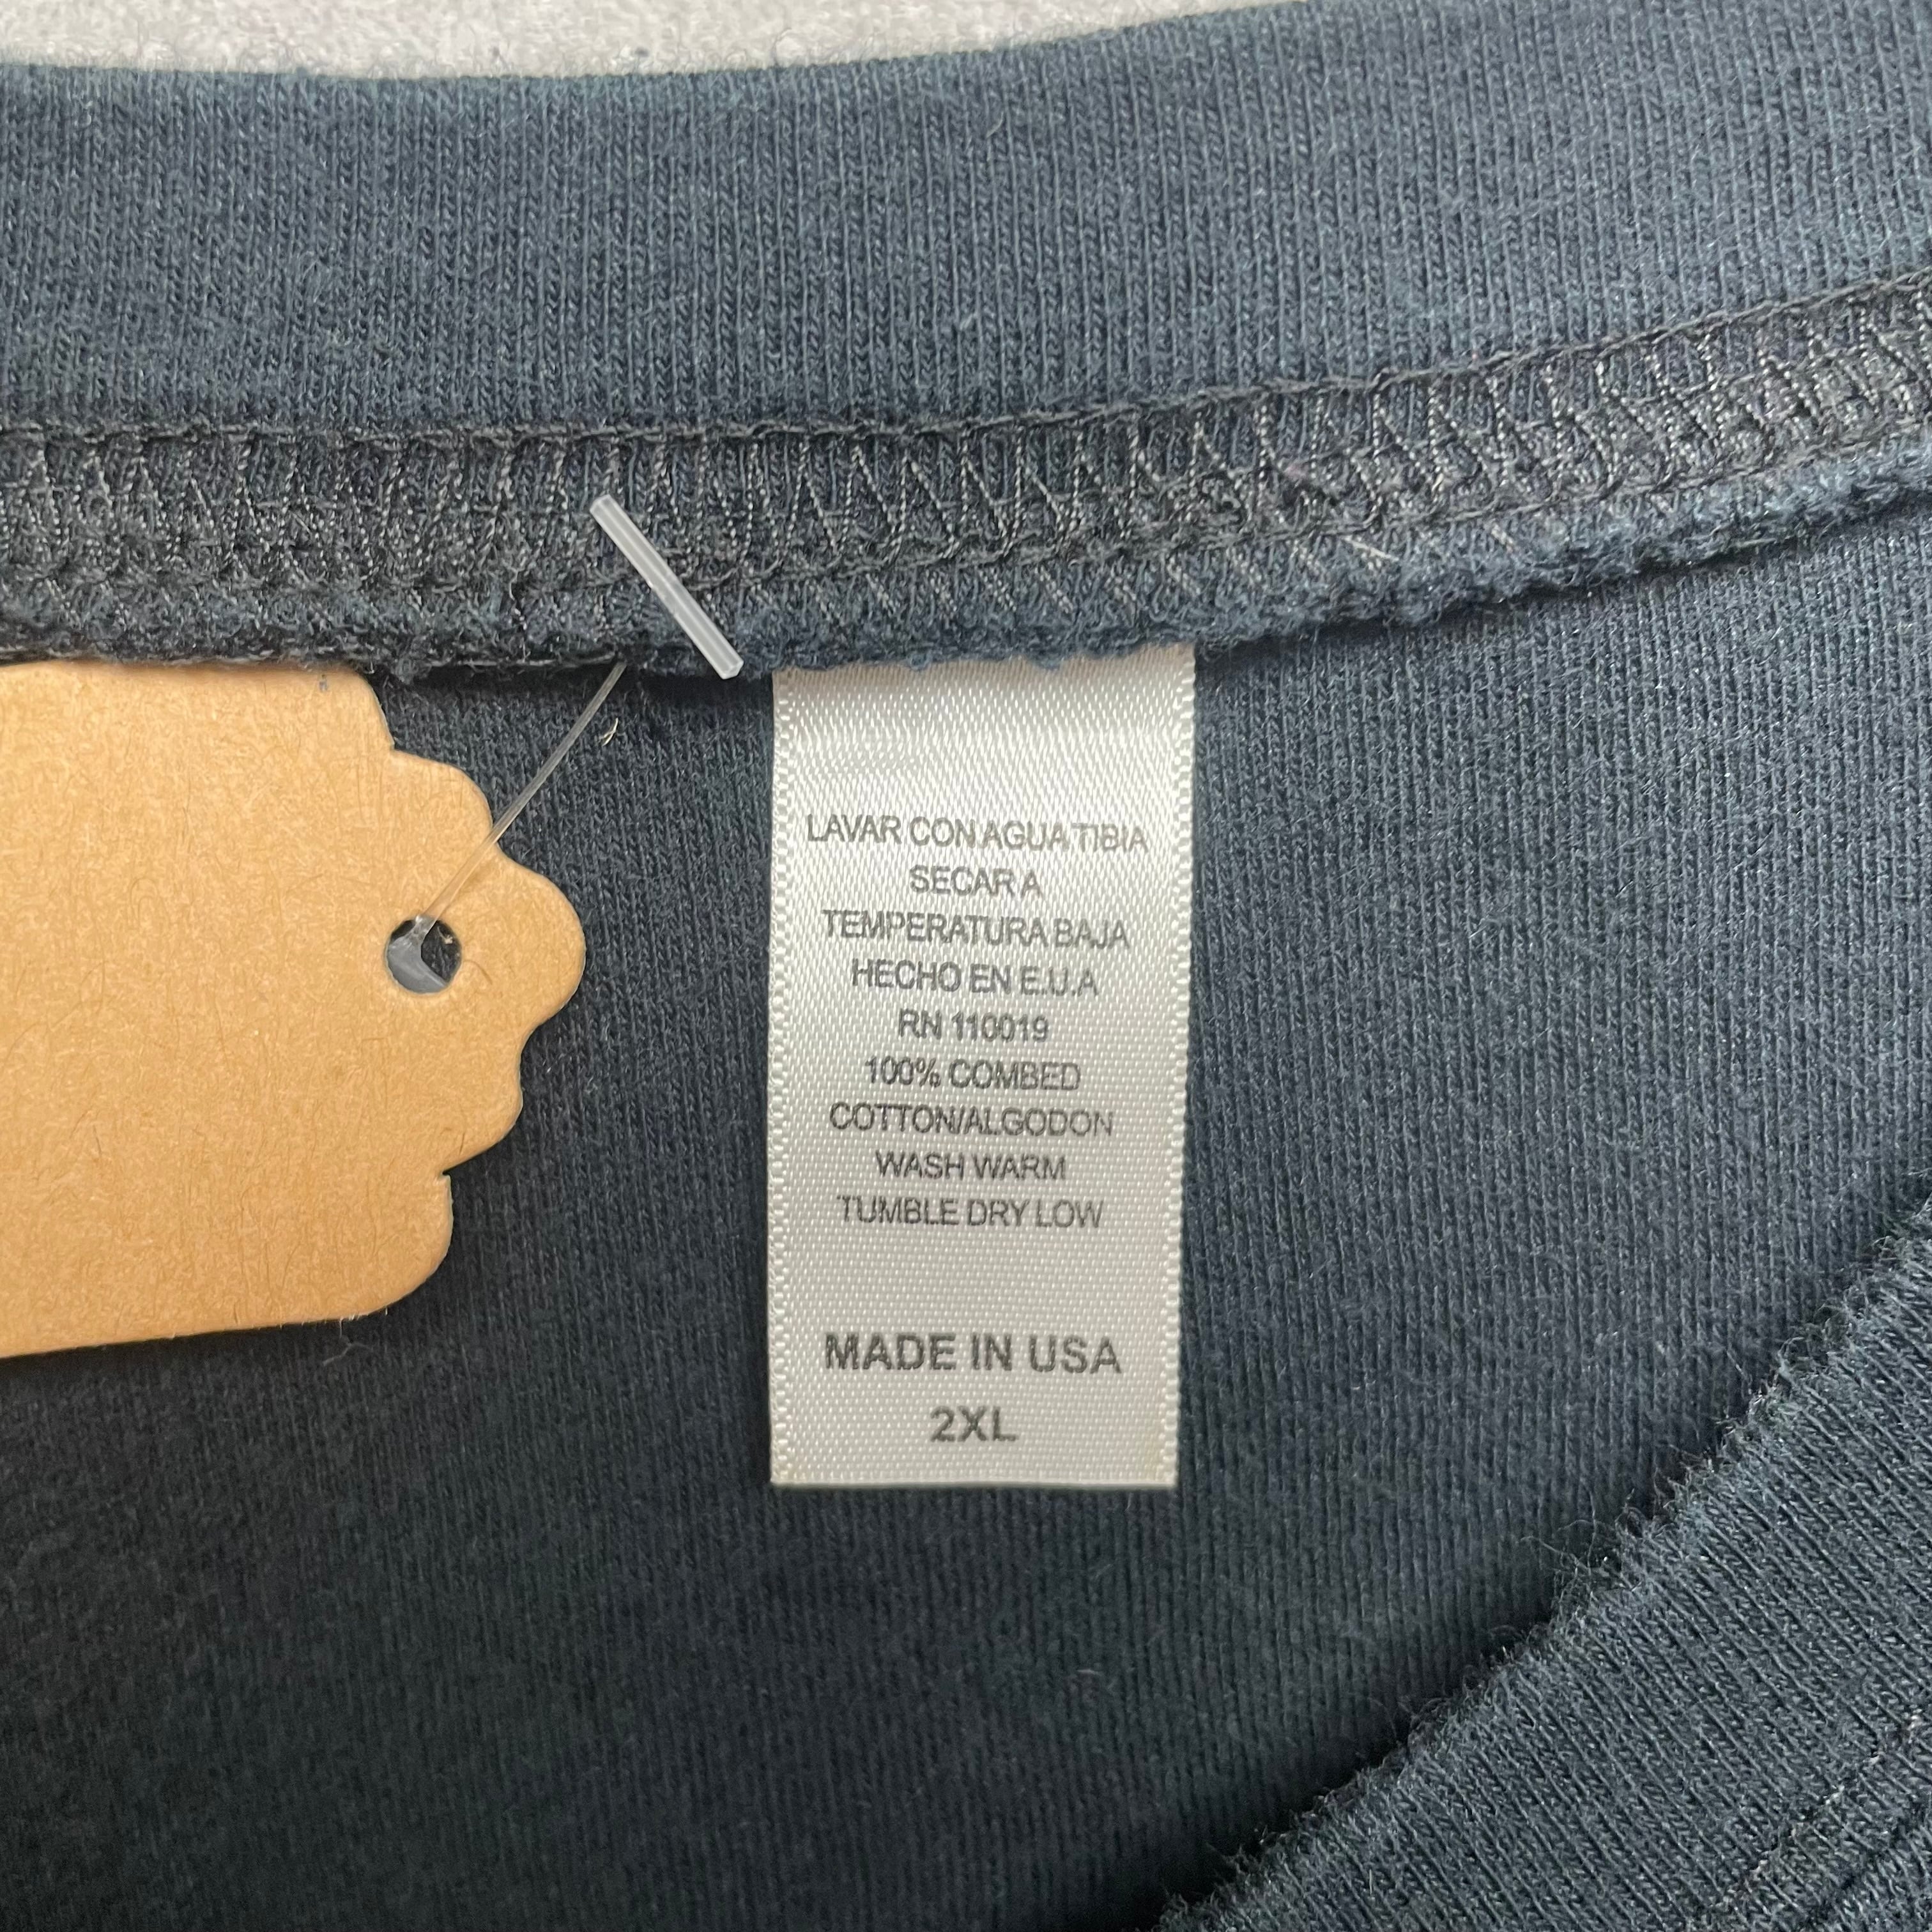 LAVAR CON AGUA TIBIA
SECAR A
TEMPERATURA BAJA
HECHO EN E.U.A
RN 110019
100% COMBED
COTTON/ALGODON
WASH WARM
TUMBLE DRY LOW
MADE IN USA
2XL